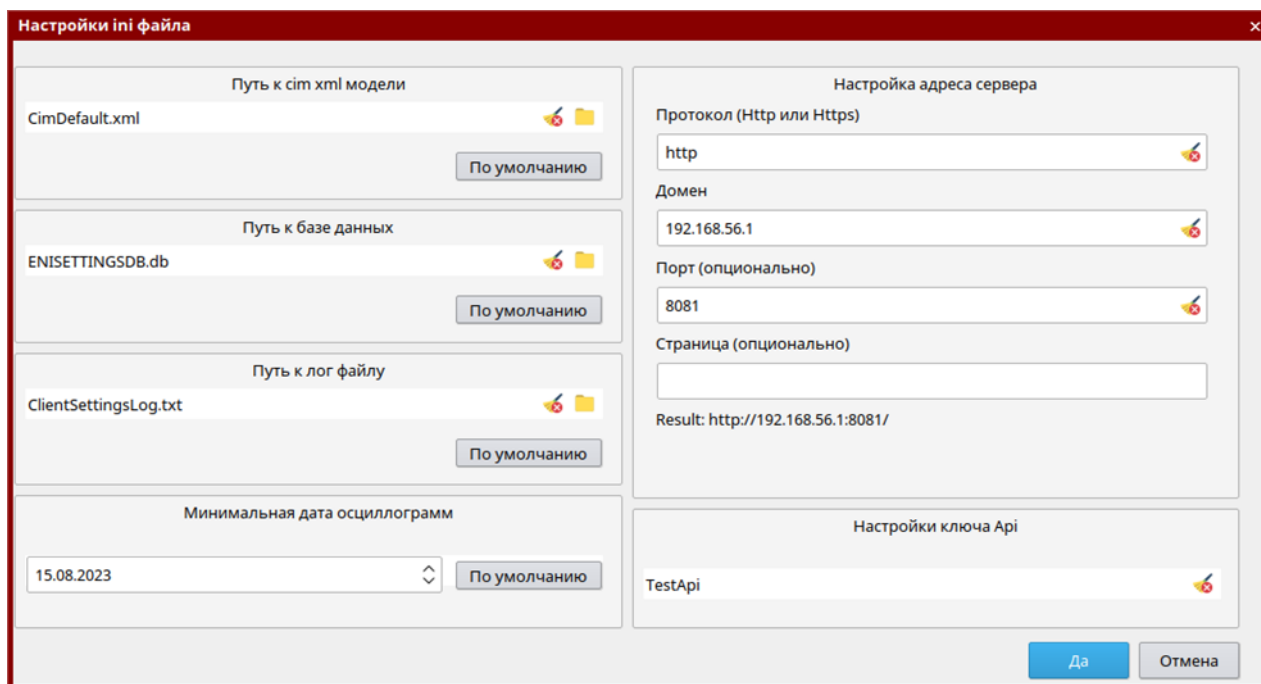 Настройки ini файла
Путь к cim xml модели
CimDefault.xml
По умолчанию
Путь к базе данных
ENISETTINGSDB.db
По умолчанию
Путь к лог файлу
ClientSettingsLog.txt
По умолчанию
Минимальная дата осциллограмм
15.08.2023
По умолчанию
Настройка адреса сервера
Протокол (Http или Https)
http
Домен
192.168.56.1
Порт (опционально)
8081
Страница (опционально)
Result: http://192.168.56.1:8081/
Настройки ключа Api
TestApi
Да
Отмена